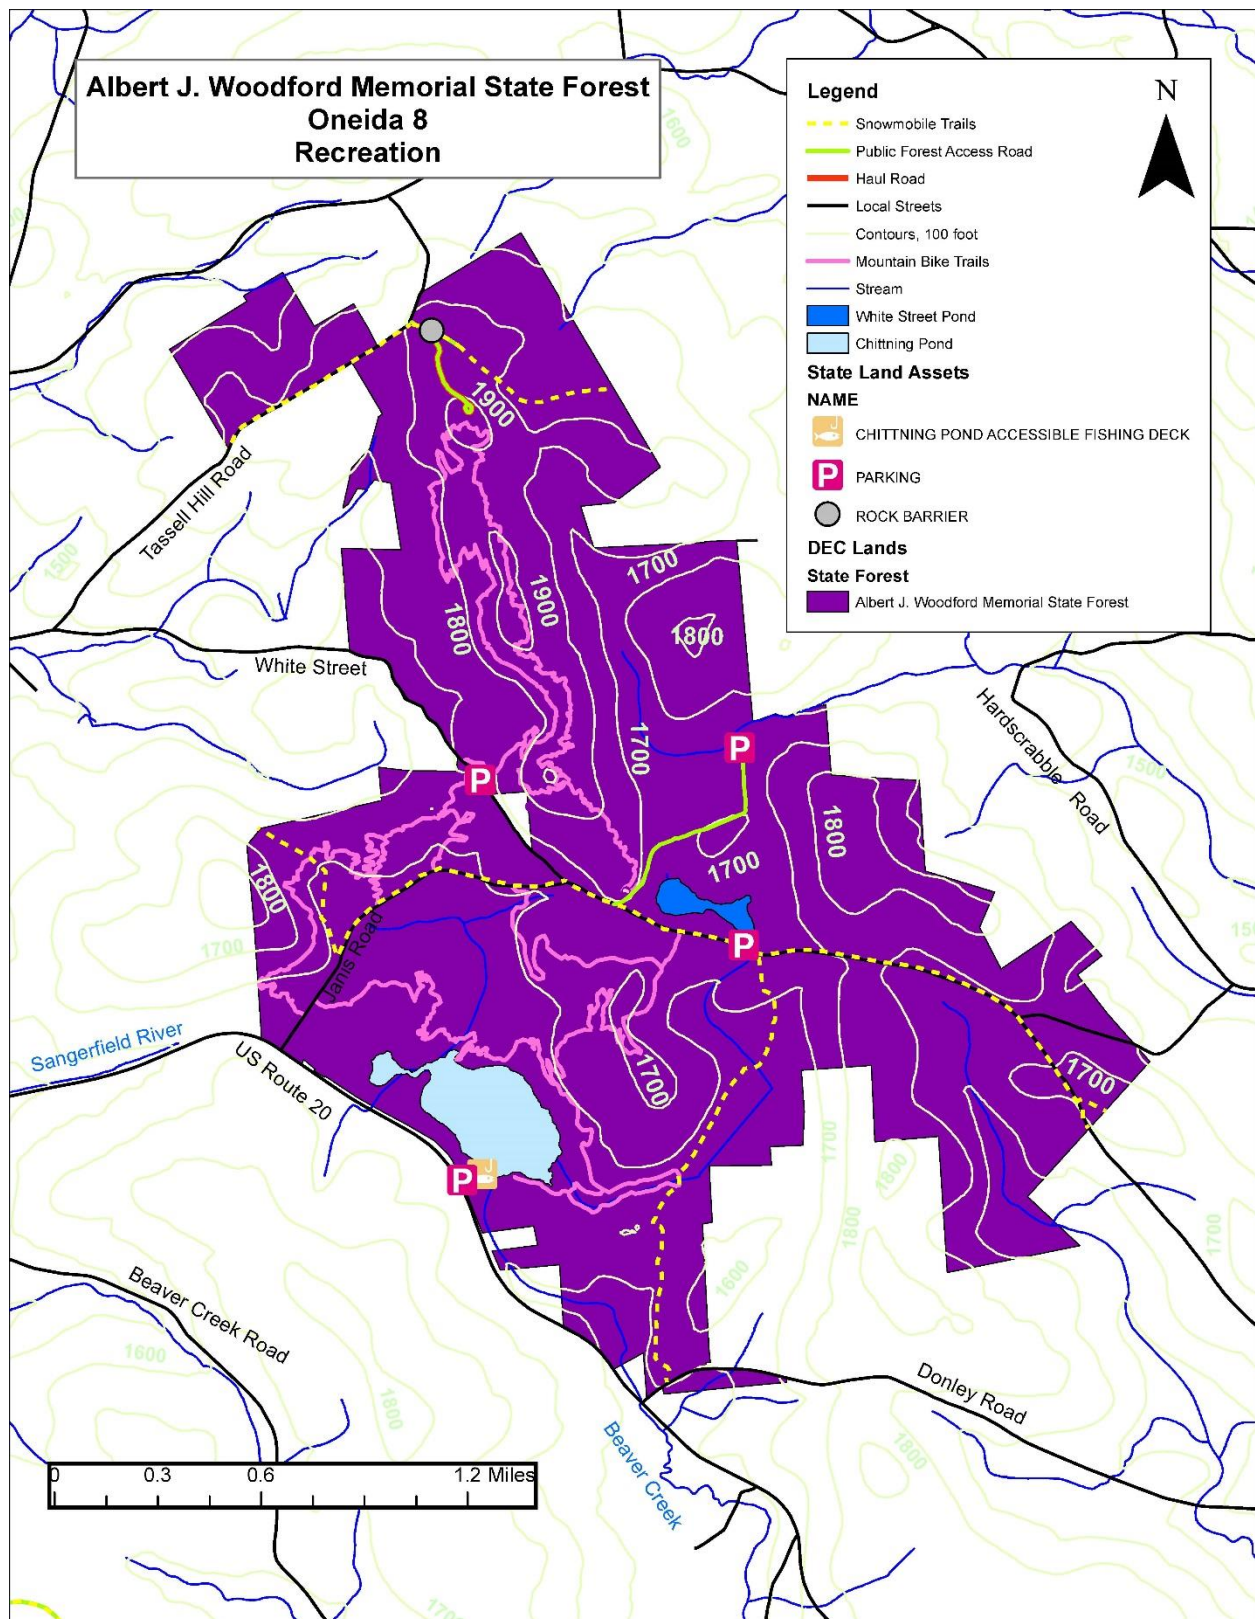 Albert J. Woodford Memorial State Forest
Oneida 8
Recreation
Legend
N
Snowmobile Trails
Public Forest Access Road
Haul Road
Local Streets
Contours, 100 foot
Mountain Bike Trails
Stream
White Street Pond
Chittning Pond
State Land Assets
NAME
CHITTNING POND ACCESSIBLE FISHING DECK
P PARKING
ROCK BARRIER
DEC Lands
State Forest
Albert J. Woodford Memorial State Forest
1600
1900
Tassell Hill Road
1500
1700
1900
1800
1800
White Street
Hardscrabble Road
1700
P
1500
P
1800
1700
1800
1700
Janis Road
P
Sangerfield River
US Route 20
1700
1700
1700
1800
P
1800
1700
1600
Beaver Creek Road
1600
1800
Donley Road
1800
Beaver Creek
0 0.3 0.6 1.2 Miles
1700